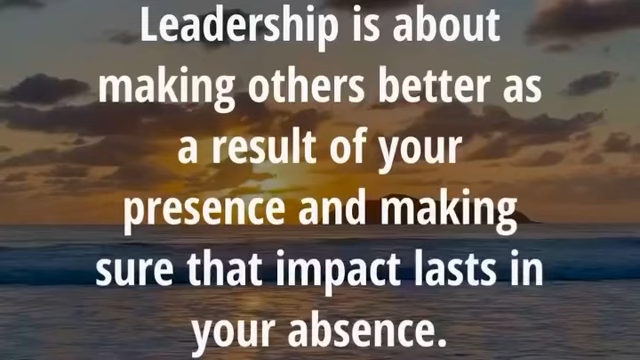 Leadership is about
making others better as
a result of your
presence and making
sure that impact lasts in
your absence.